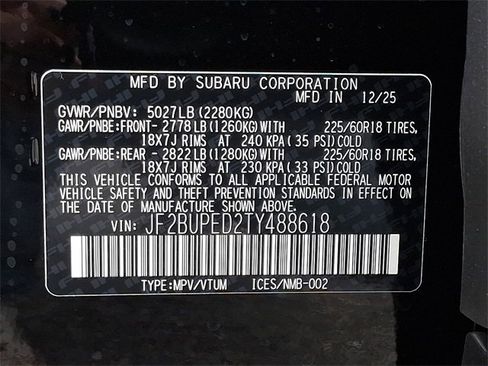 MFD BY SUBARU CORPORATION
MFD IN 12/25
GVWR/PNBV: 5027LB(2280KG)
GAWR/PNBE:FRONT- 2778LB(1260KG)WITH 225/60R18 TIRES,
18X7J RIMS AT 240 KPA(35 PSI)COLD
GAWR/PNBE:REAR - 2822LB(1280KG)WITH 225/60R18 TIRES,
18X7J RIMS AT 230 KPA(33 PSI)COLD
THIS VEHICLE CONFORMS TO ALL APPLICABLE FEDERAL MOTOR
VEHICLE SAFETY AND THEFT PREVENTION STANDARDS IN EFFECT
ON THE DATE OF MANUFACTURE SHOWN ABOVE.
VIN: JF2BUPED2TY488618
TYPE:MPV/VTUM ICES/NMB-002